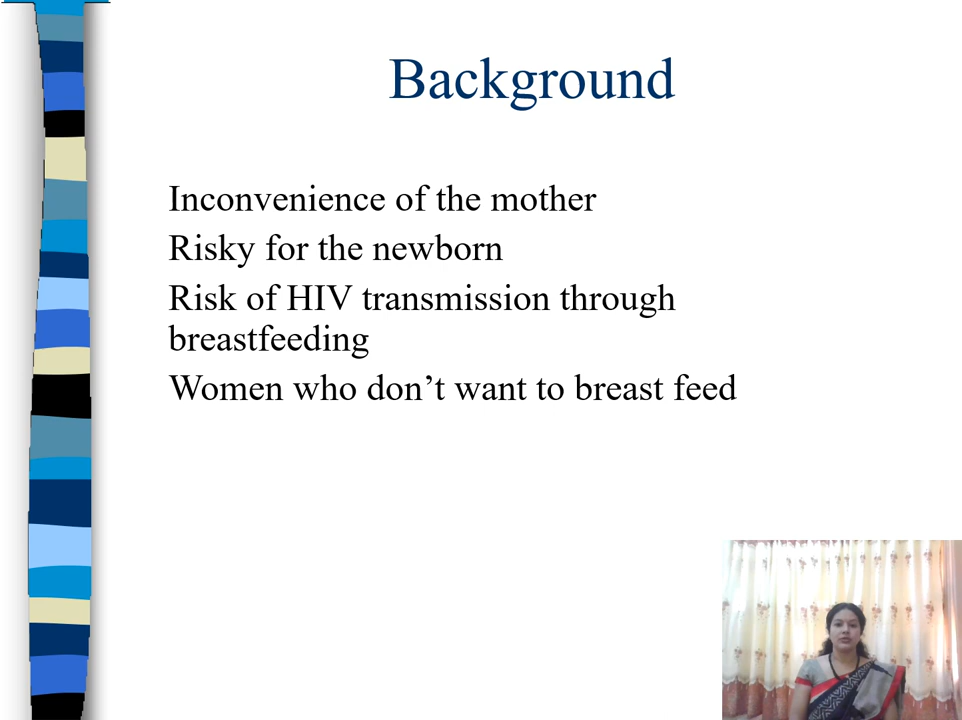 Background
Inconvenience of the mother
Risky for the newborn
Risk of HIV transmission through
breastfeeding
Women who don’t want to breast feed